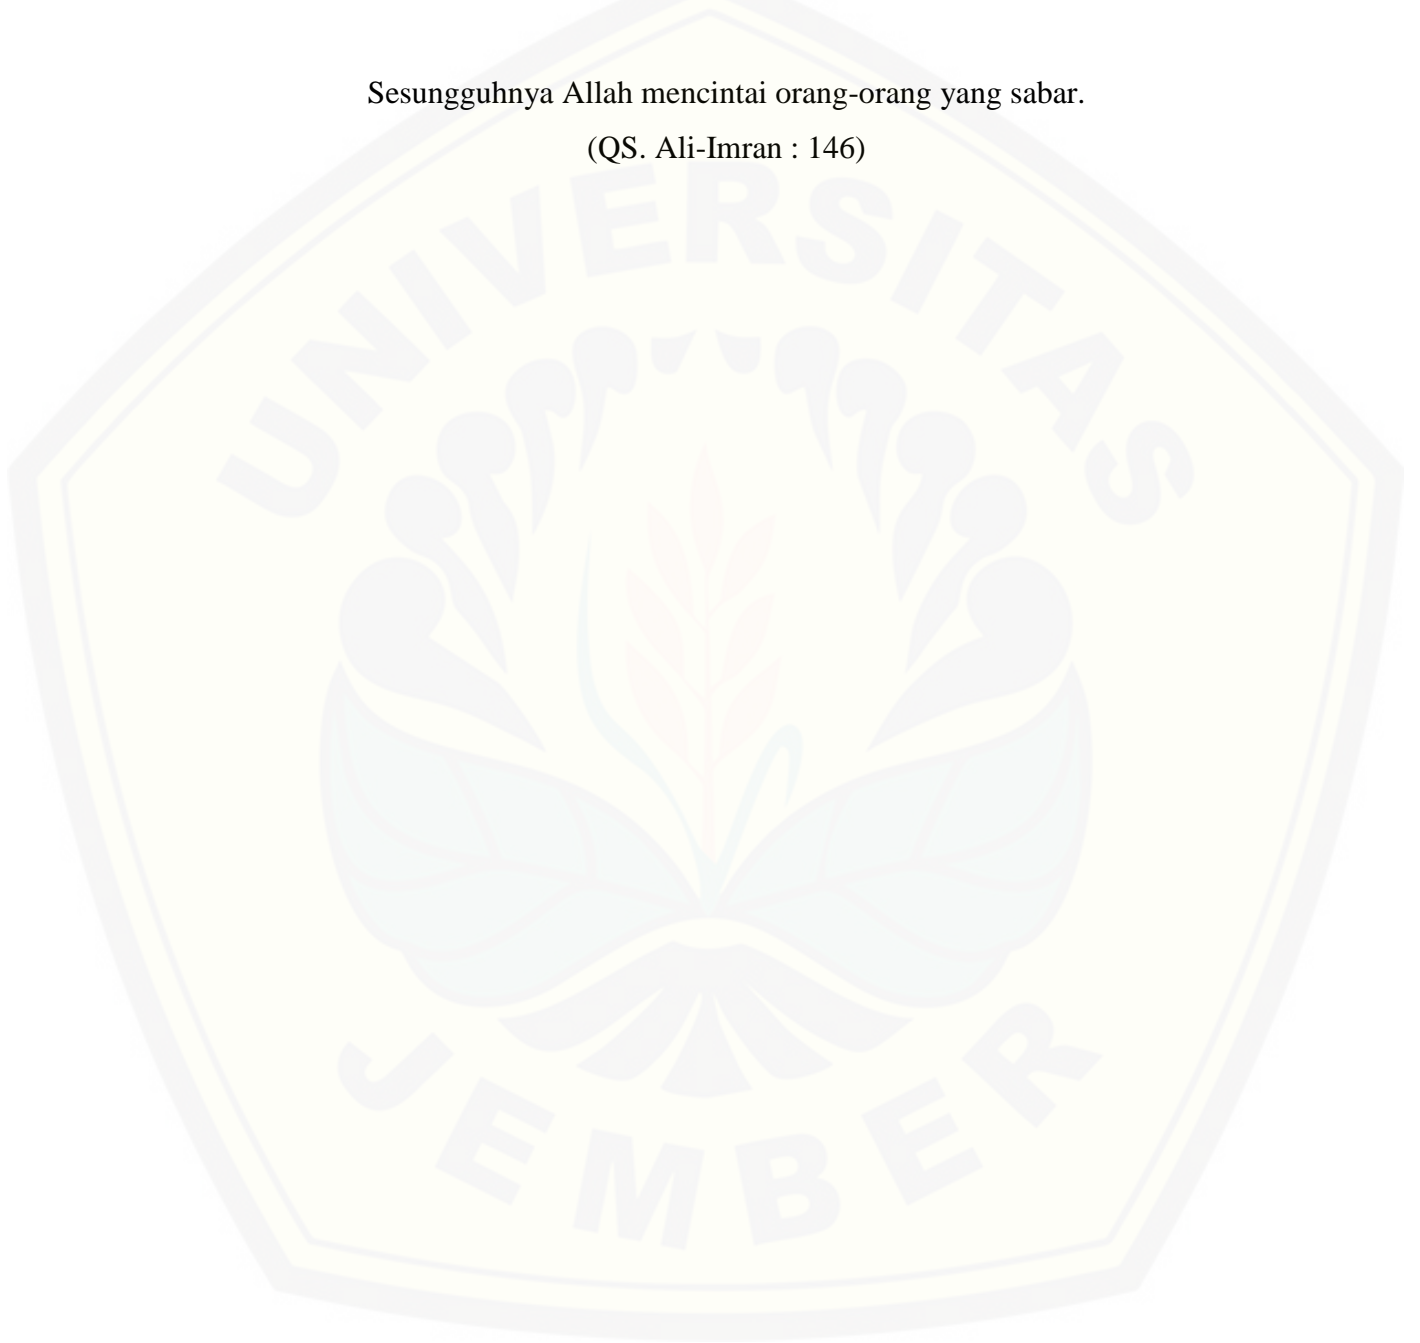 Sesungguhnya Allah mencintai orang-orang yang sabar.
(QS. Ali-Imran : 146)
UNIVERSITAS
JEMBER